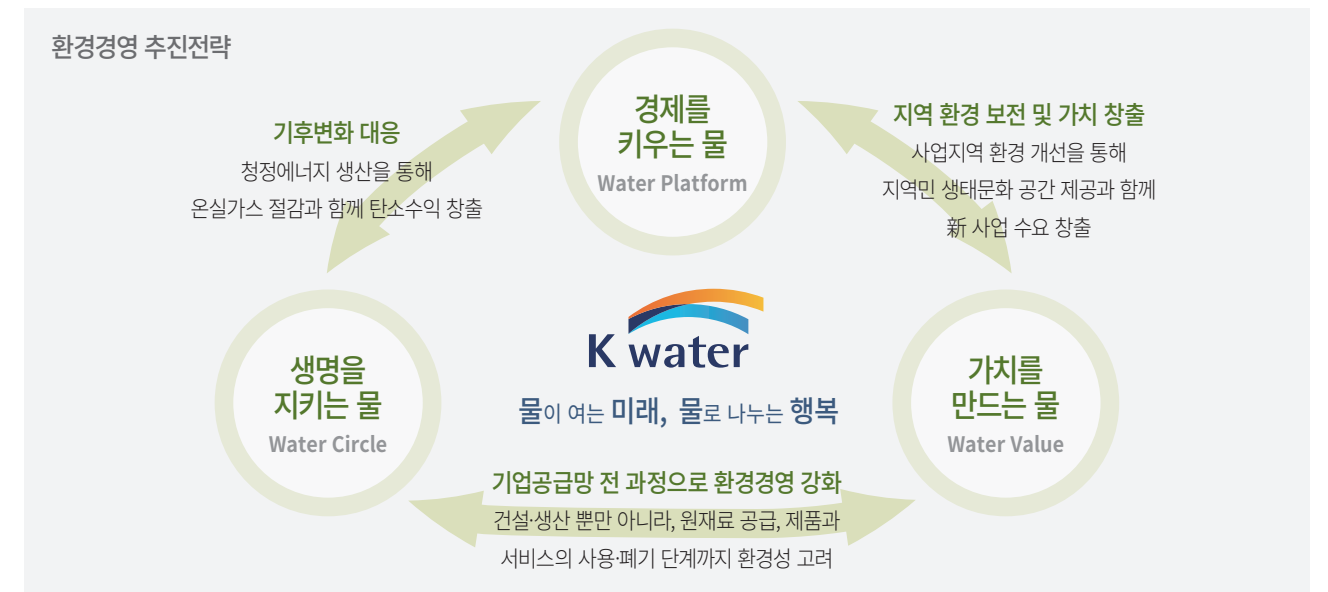 환경경영 추진전략
경제를
키우는 물
Water Platform
기후변화 대응
청정에너지 생산을 통해
온실가스 절감과 함께 탄소수익 창출
지역 환경 보전 및 가치 창출
사업지역 환경 개선을 통해
지역민 생태문화 공간 제공과 함께
新 사업 수요 창출
K water
물이 여는 미래, 물로 나누는 행복
생명을
지키는 물
Water Circle
가치를
만드는 물
Water Value
기업공급망 전 과정으로 환경경영 강화
건설·생산 뿐만 아니라, 원재료 공급, 제품과
서비스의 사용·폐기 단계까지 환경성 고려